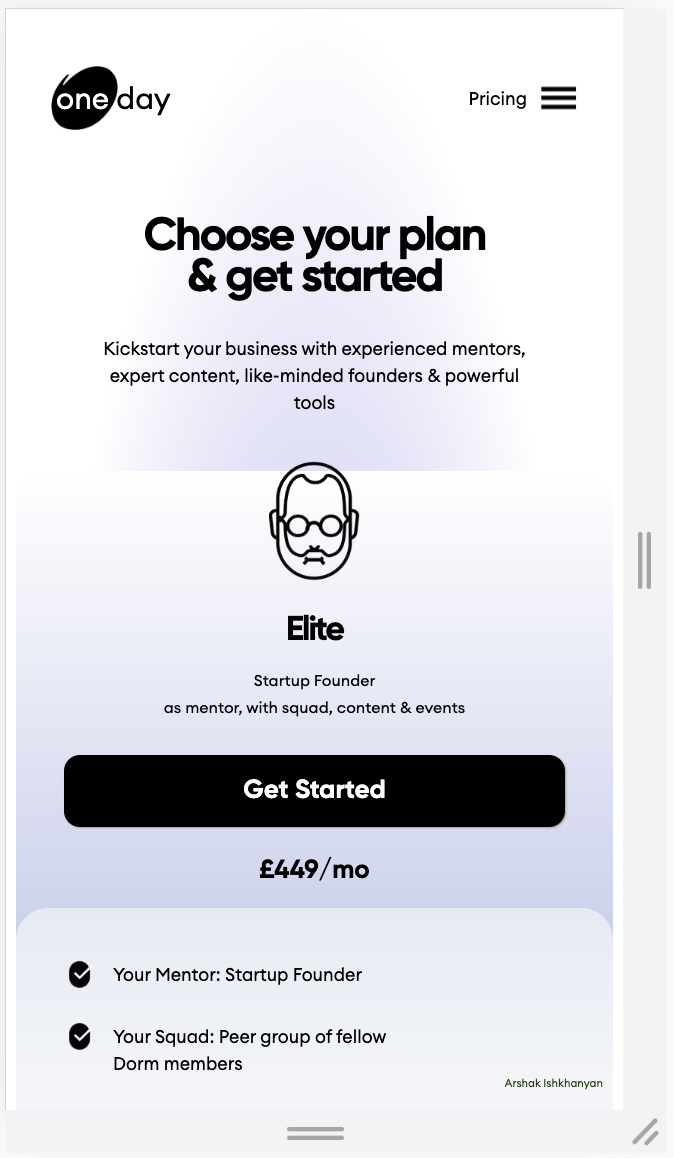 oneday
Pricing
Choose your plan
& get started
Kickstart your business with experienced mentors,
expert content, like-minded founders & powerful
tools
Elite
Startup Founder
as mentor, with squad, content & events
Get Started
£449/mo
Your Mentor: Startup Founder
Your Squad: Peer group of fellow
Dorm members
Arshak Ishkhanyan